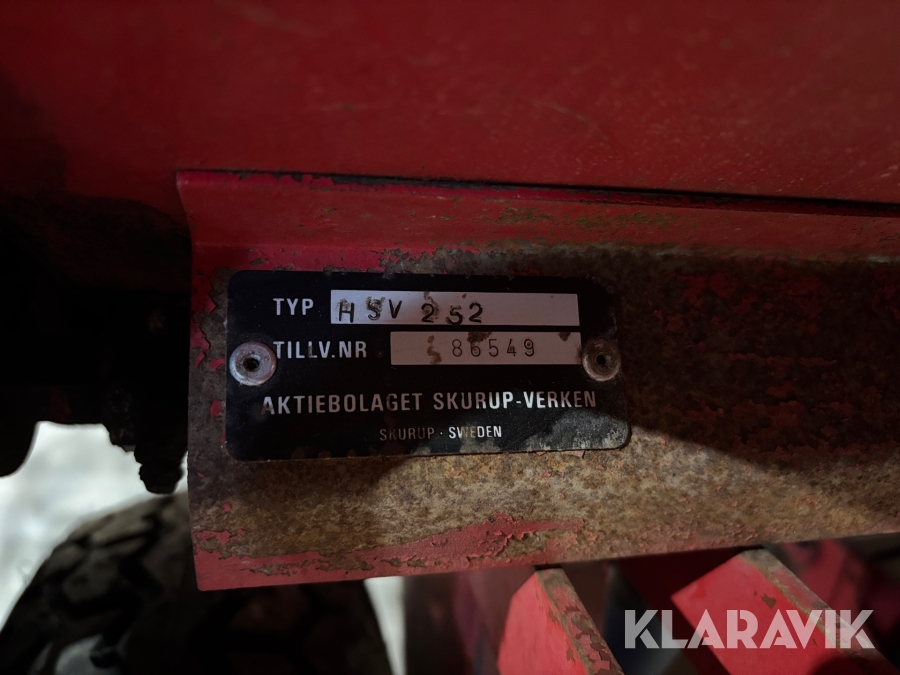 TYP HSV 252
TILLV.NR 86549
AKTIEBOLAGET SKURUP-VERKEN
SKURUP · SWEDEN
KLARAVIK